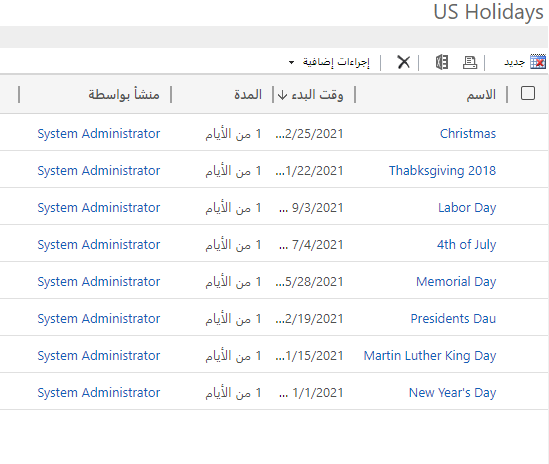 US Holidays
جديد إجراءات إضافية
الاسم وقت البدء المدة منشأ بواسطة
Christmas ...2/25/2021 1 من الأيام System Administrator
Thabksgiving 2018 ...1/22/2021 1 من الأيام System Administrator
Labor Day ... 9/3/2021 1 من الأيام System Administrator
4th of July ... 7/4/2021 1 من الأيام System Administrator
Memorial Day ...5/28/2021 1 من الأيام System Administrator
Presidents Dau ...2/19/2021 1 من الأيام System Administrator
Martin Luther King Day ...1/15/2021 1 من الأيام System Administrator
New Year's Day ... 1/1/2021 1 من الأيام System Administrator